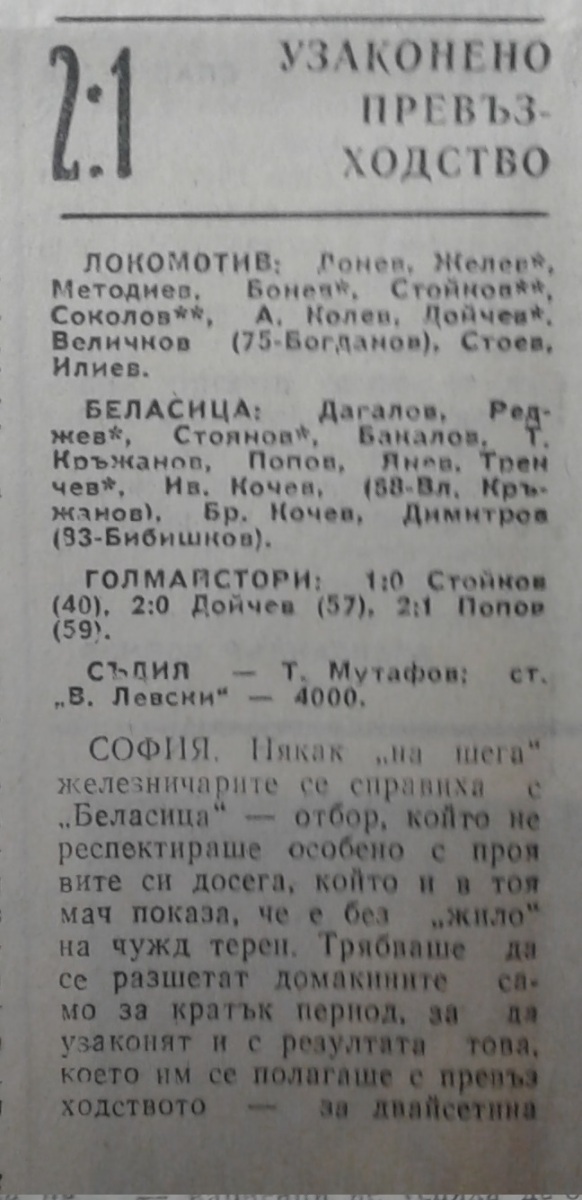 2:1
УЗАКОНЕНО
ПРЕВЪЗ-
ХОДСТВО
ЛОКОМОТИВ: Донев, Желев*,
Методиев, Бонев*, Стойков**,
Соколов**, А. Колев, Дойчев*,
Величков (75-Богданов), Стоев,
Илиев.
БЕЛАСИЦА: Дагалов, Ред-
жев*, Стоянов*, Бакалов, Т.
Кръжанов, Попов, Янев, Трен
чев*, Ив. Кочев, (68-Вл. Кръ-
жанов), Бр. Кочев, Димитров
(83-Бибишков).
ГОЛМАЙСТОРИ: 1:0 Стойков
(40), 2:0 Дойчев (57), 2:1 Попов
(59).
СЪДИЯ — Т. Мутафов; ст.
„В. Левски“ — 4000.
СОФИЯ. Някак „на шега“
железничарите се справиха с
„Беласица“ — отбор, който не
респектираше особено с проя
вите си досега, който и в тоя
мач показа, че е без „жило“
на чужд терен. Трябваше да
се разшетат домакините са-
мо за кратък период, за да
узаконят и с резултата това,
което им се полагаше с превъз
ходството — за двайсетина